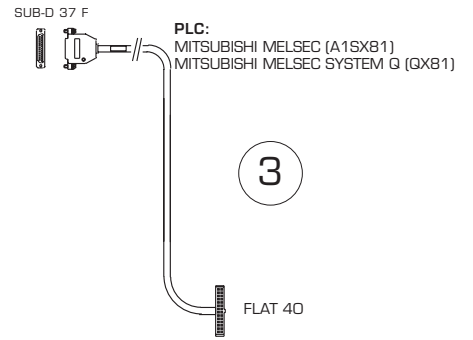 SUB-D 37 F
PLC:
MITSUBISHI MELSEC (A1SX81)
MITSUBISHI MELSEC SYSTEM Q (QX81)
3
FLAT 40